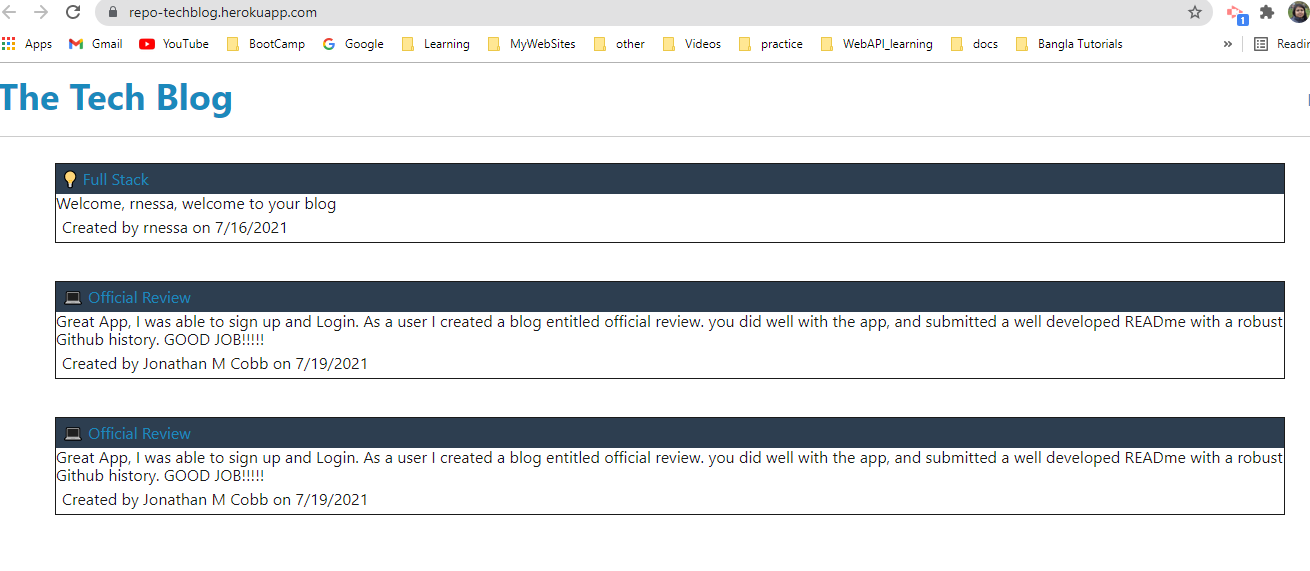 repo-techblog.herokuapp.com
1
Apps Gmail YouTube BootCamp Google Learning MyWebSites other Videos practice WebAPI_learning docs Bangla Tutorials » Readin
The Tech Blog
Full Stack
Welcome, rnessa, welcome to your blog
Created by rnessa on 7/16/2021
Official Review
Great App, I was able to sign up and Login. As a user I created a blog entitled official review. you did well with the app, and submitted a well developed READme with a robust
Github history. GOOD JOB!!!!!
Created by Jonathan M Cobb on 7/19/2021
Official Review
Great App, I was able to sign up and Login. As a user I created a blog entitled official review. you did well with the app, and submitted a well developed READme with a robust
Github history. GOOD JOB!!!!!
Created by Jonathan M Cobb on 7/19/2021